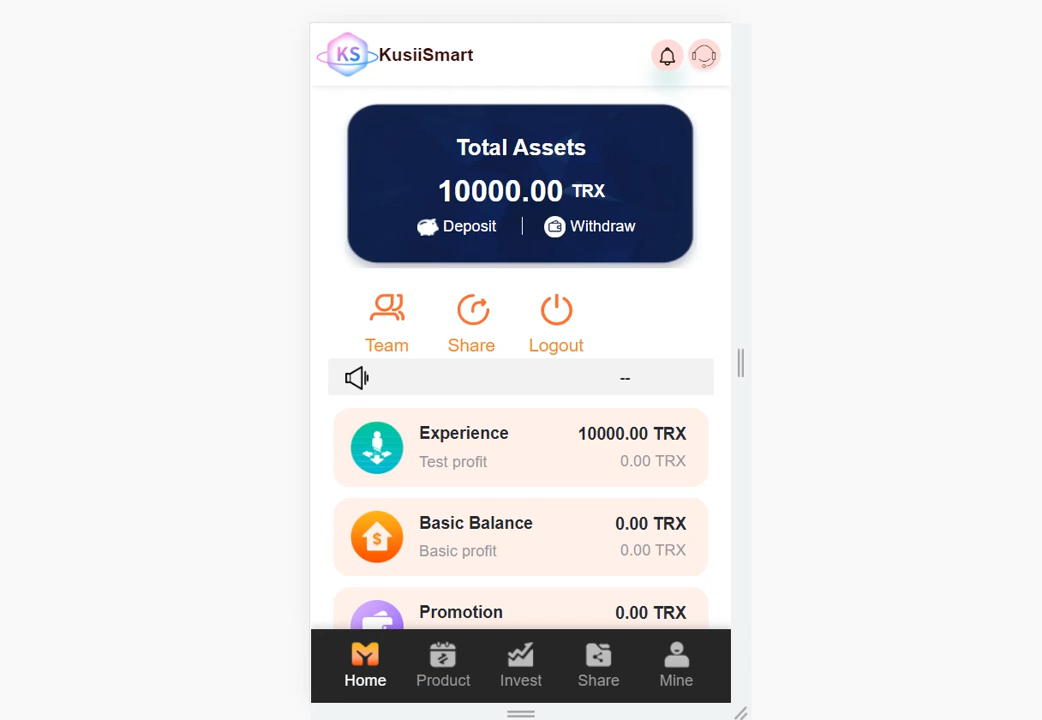 KS KusiiSmart
Total Assets
10000.00 TRX
Deposit | Withdraw
Team Share Logout
--
Experience 10000.00 TRX
Test profit 0.00 TRX
Basic Balance 0.00 TRX
Basic profit 0.00 TRX
Promotion 0.00 TRX
Home Product Invest Share Mine